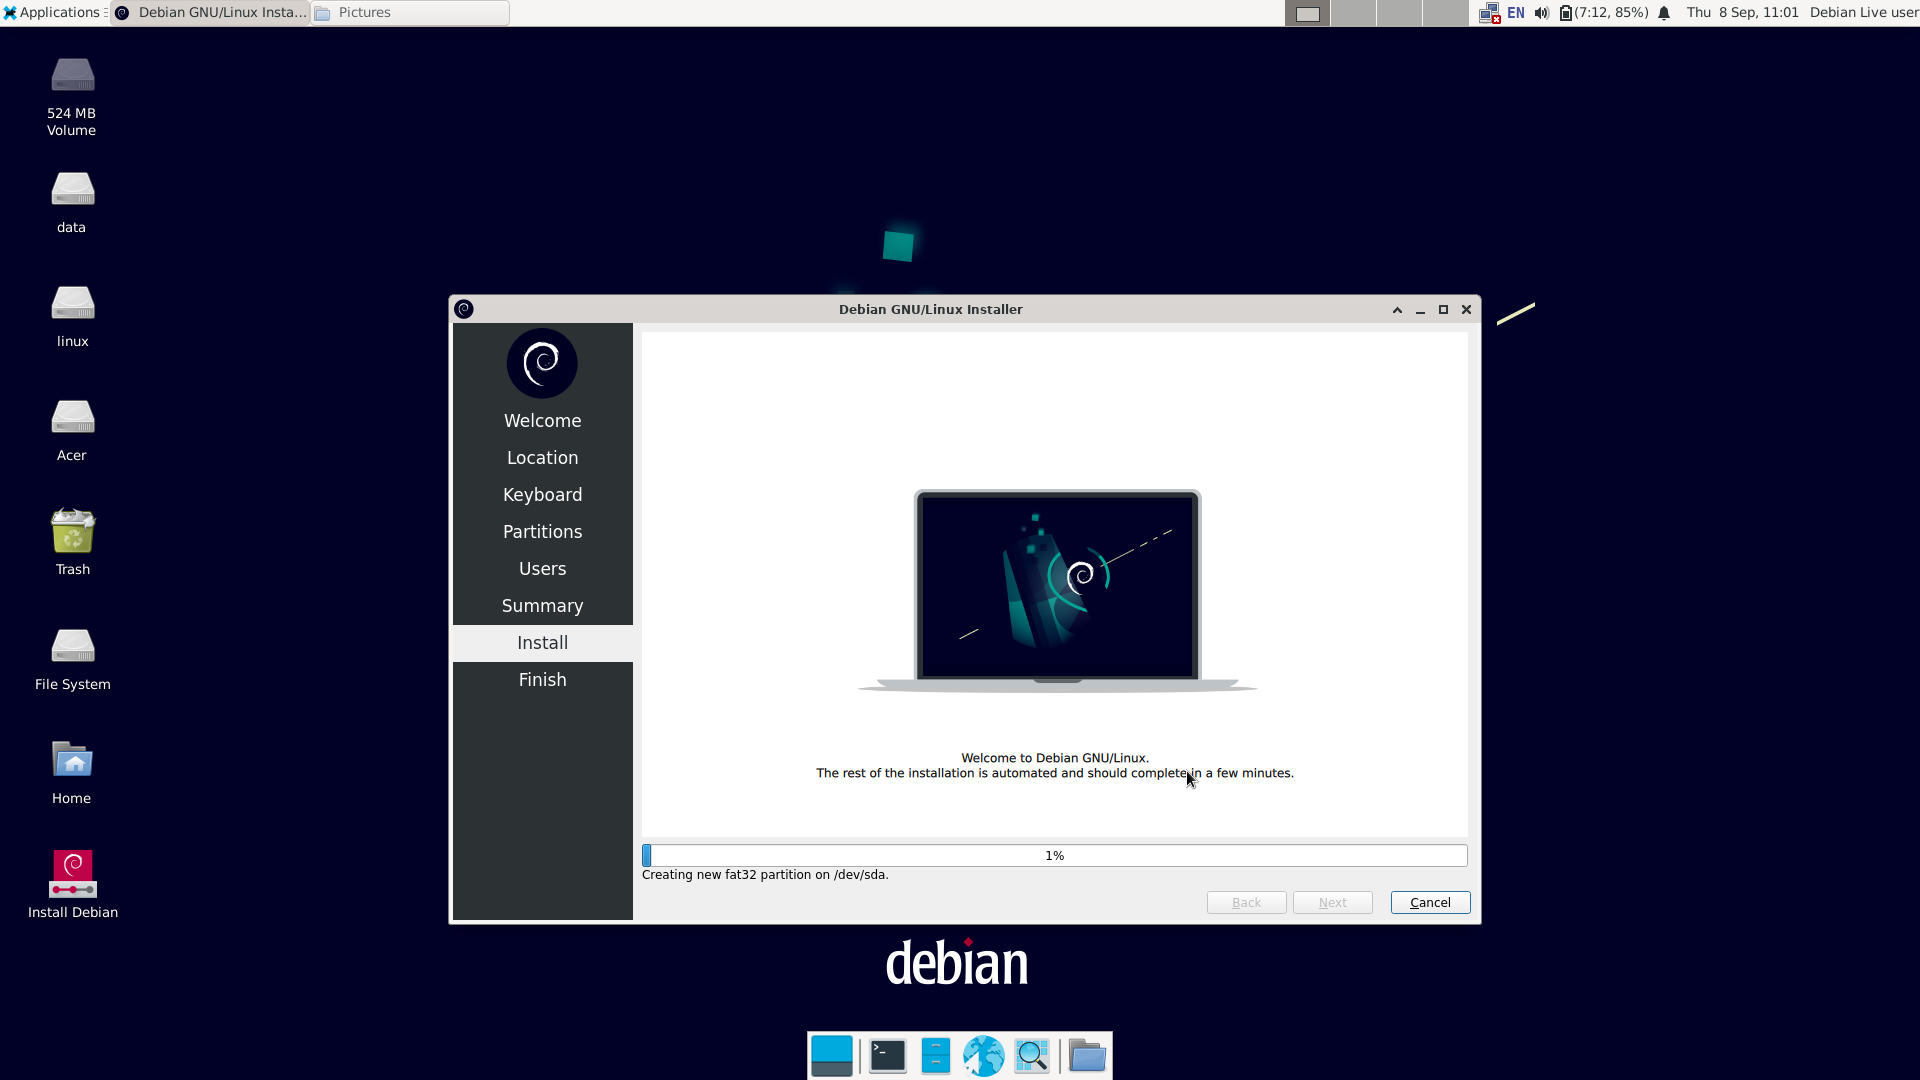 Applications
Debian GNU/Linux Insta...
Pictures
EN
(7:12, 85%)
Thu  8 Sep, 11:01
Debian Live user
524 MB
Volume
data
linux
Acer
Trash
File System
Home
Install Debian
Debian GNU/Linux Installer
Welcome
Location
Keyboard
Partitions
Users
Summary
Install
Finish
Welcome to Debian GNU/Linux.
The rest of the installation is automated and should complete in a few minutes.
1%
Creating new fat32 partition on /dev/sda.
Back
Next
Cancel
debian